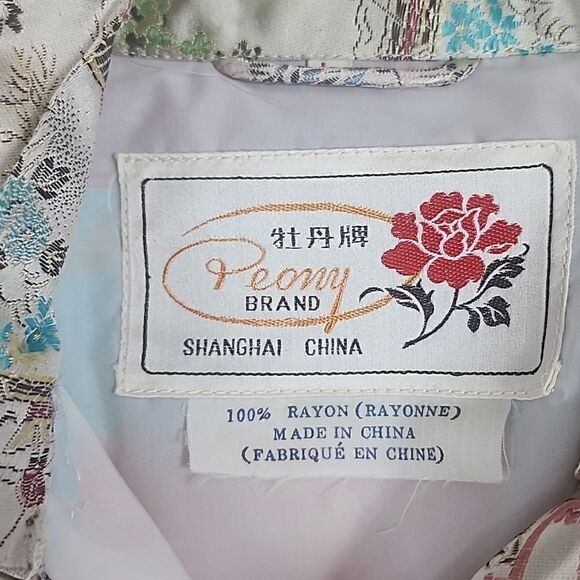 牡丹牌
Peony
BRAND
SHANGHAI CHINA
100% RAYON (RAYONNE)
MADE IN CHINA
(FABRIQUÉ EN CHINE)